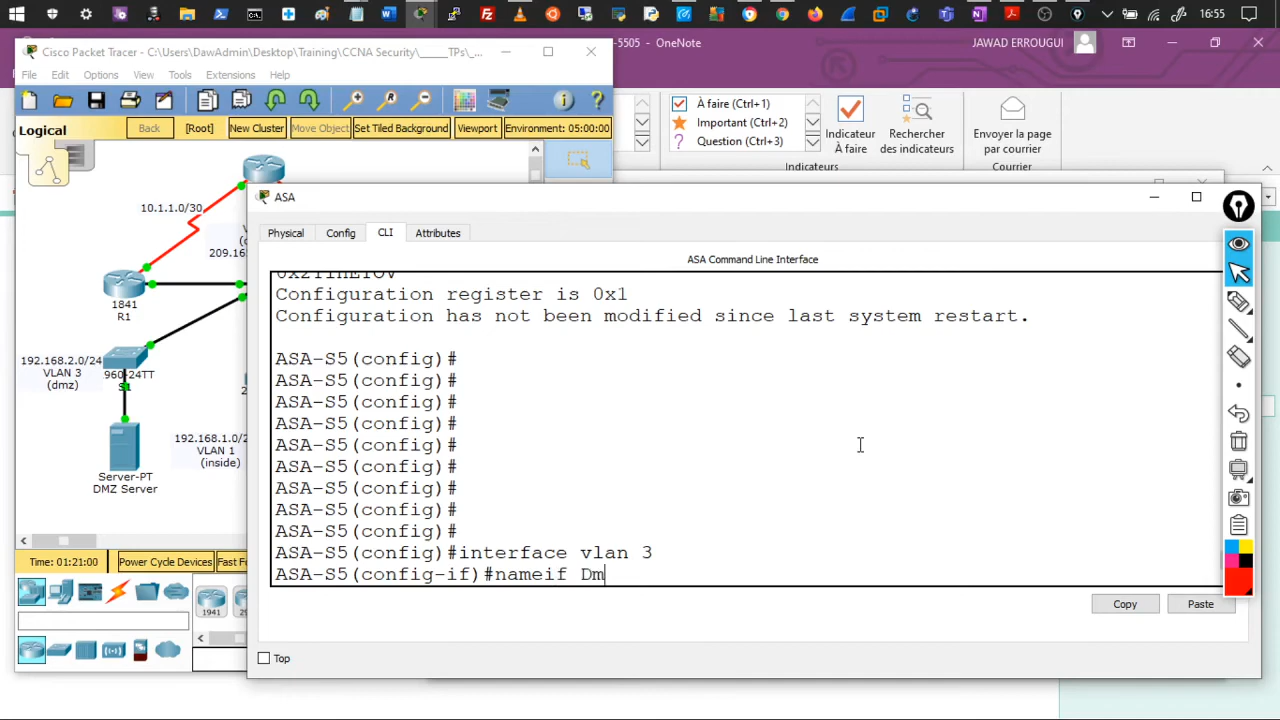 16:55
Cisco Packet Tracer - C:\Users\DawAdmin\Desktop\Training\CCNA Security\_____TPs\_...
-5505 - OneNote
JAWAD ERROUGUI
File Edit Options View Tools Extensions Help
À faire (Ctrl+1)
Important (Ctrl+2)
Question (Ctrl+3)
Indicateur
À faire
Rechercher
des indicateurs
Envoyer la page
par courrier
Indicateurs
Courrier
Logical
Back
[Root]
New Cluster
Move Object
Set Tiled Background
Viewport
Environment: 05:00:00
10.1.1.0/30
209.16
1841
R1
192.168.2.0/24
VLAN 3
(dmz)
960-24TT
192.168.1.0/2
VLAN 1
(inside)
Server-PT
DMZ Server
ASA
Physical
Config
CLI
Attributes
ASA Command Line Interface
Configuration register is 0x1
Configuration has not been modified since last system restart.
ASA-S5(config)#
ASA-S5(config)#
ASA-S5(config)#
ASA-S5(config)#
ASA-S5(config)#
ASA-S5(config)#
ASA-S5(config)#
ASA-S5(config)#
ASA-S5(config)#
ASA-S5(config)#interface vlan 3
ASA-S5(config-if)#nameif Dm
Copy
Paste
Top
Time: 01:21:00
Power Cycle Devices
Fast Fo
1941